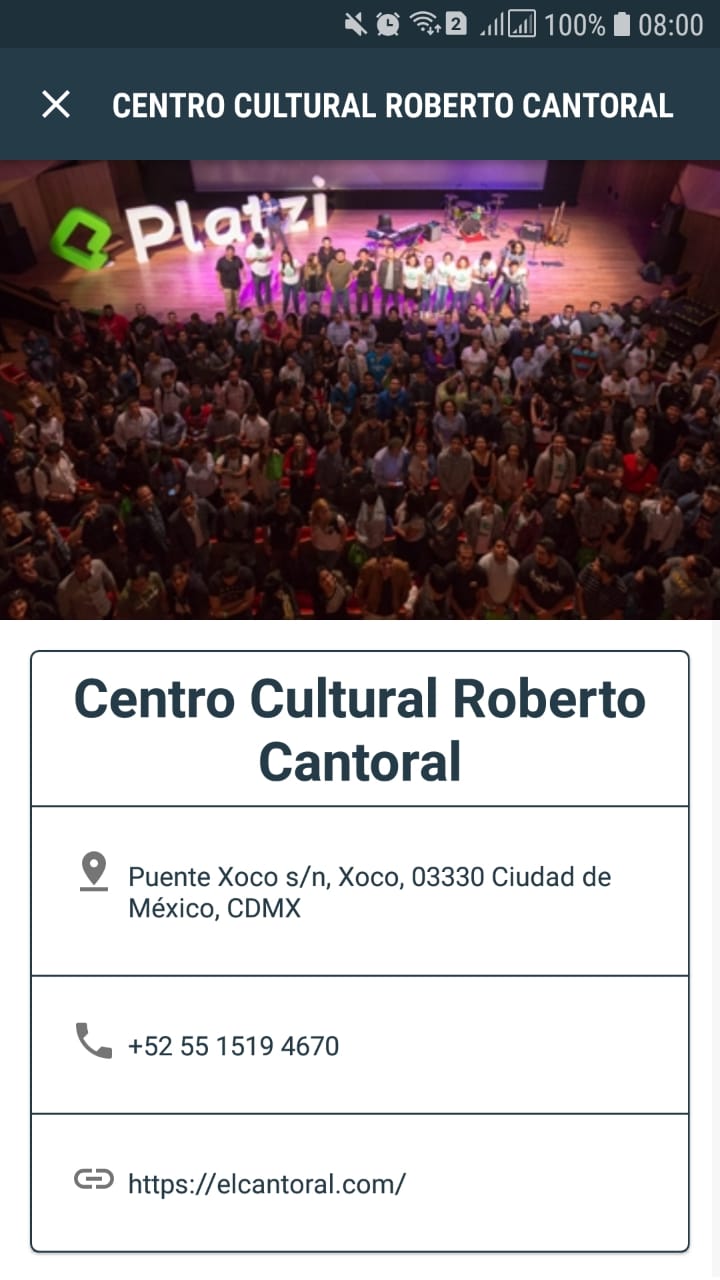 2 100% 08:00
CENTRO CULTURAL ROBERTO CANTORAL
Platzi
Centro Cultural Roberto
Cantoral
Puente Xoco s/n, Xoco, 03330 Ciudad de
México, CDMX
+52 55 1519 4670
https://elcantoral.com/